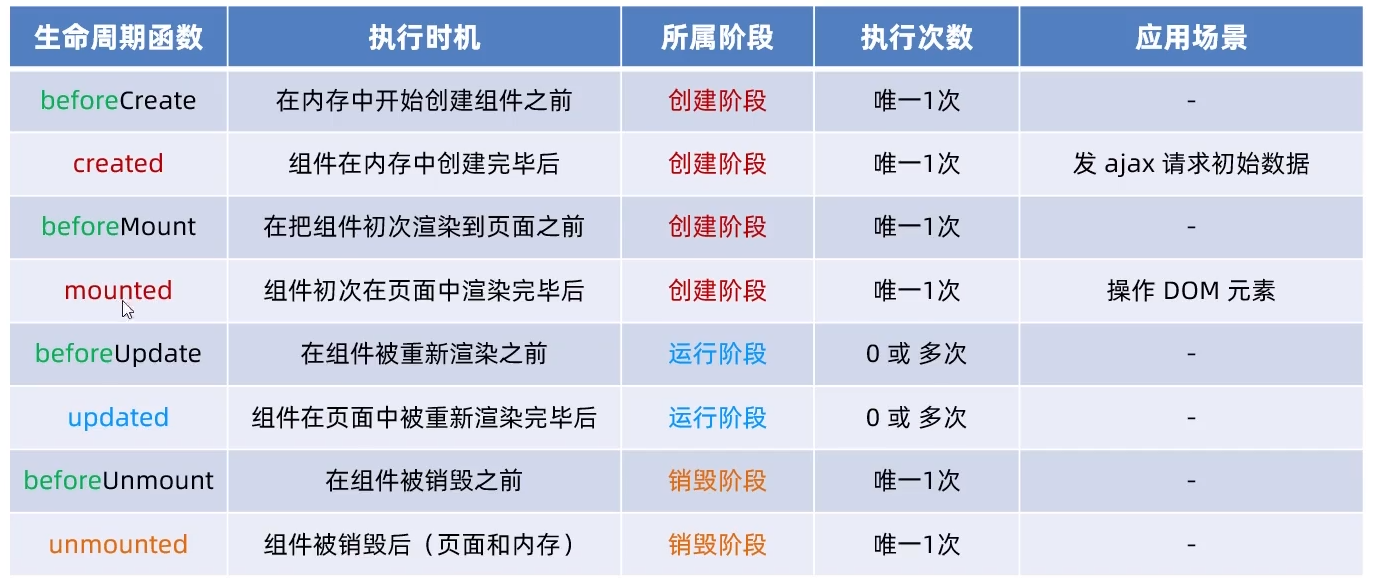 生命周期函数 执行时机 所属阶段 执行次数 应用场景
beforeCreate 在内存中开始创建组件之前 创建阶段 唯一1次 -
created 组件在内存中创建完毕后 创建阶段 唯一1次 发 ajax 请求初始数据
beforeMount 在把组件初次渲染到页面之前 创建阶段 唯一1次 -
mounted 组件初次在页面中渲染完毕后 创建阶段 唯一1次 操作 DOM 元素
beforeUpdate 在组件被重新渲染之前 运行阶段 0 或 多次 -
updated 组件在页面中被重新渲染完毕后 运行阶段 0 或 多次 -
beforeUnmount 在组件被销毁之前 销毁阶段 唯一1次 -
unmounted 组件被销毁后（页面和内存） 销毁阶段 唯一1次 -